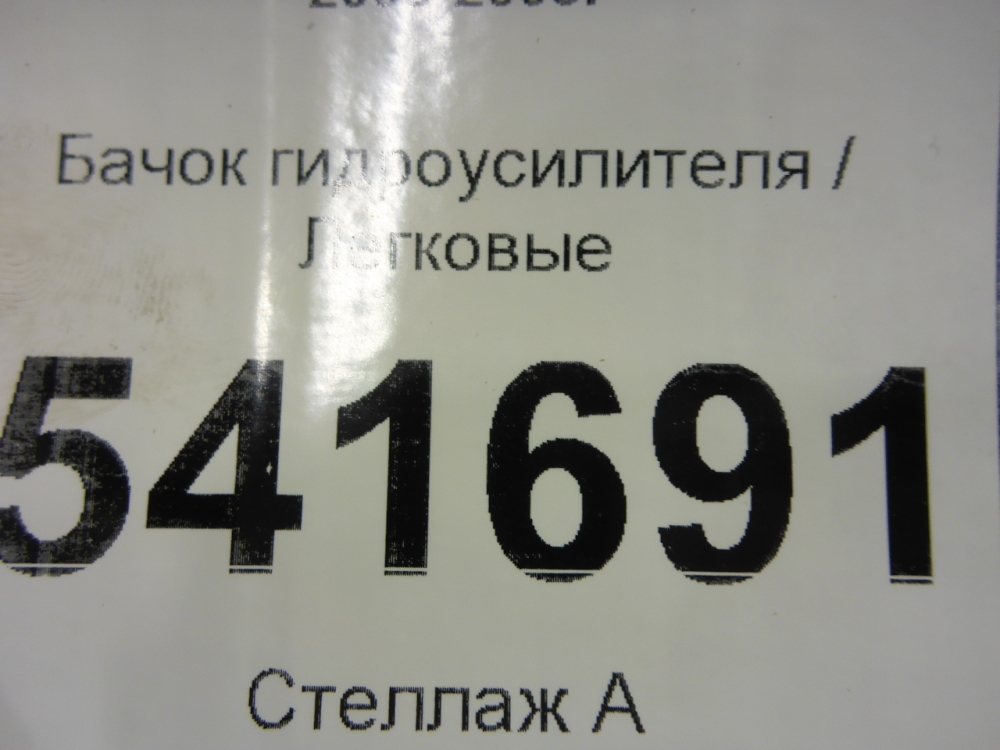 Бачок гидроусилителя /
Легковые
541691
Стеллаж А